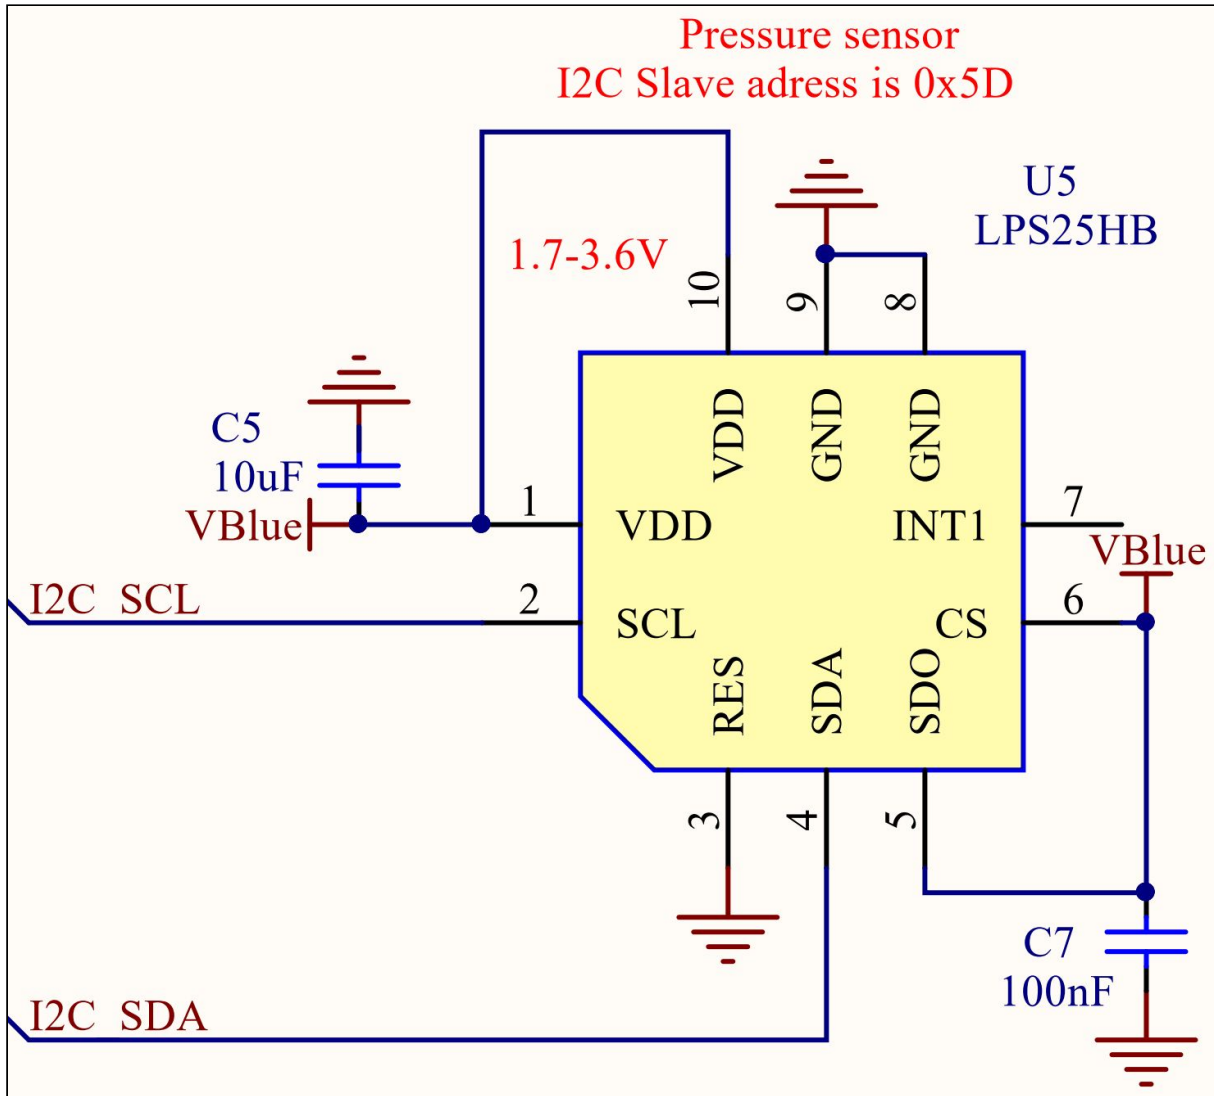 Pressure sensor
I2C Slave adress is 0x5D
U5
LPS25HB
1.7-3.6V
10
9
8
C5
10uF
VBlue
1
VDD
GND
GND
VDD
INT1
7
VBlue
I2C SCL
2
SCL
CS
6
RES
SDA
SDO
3
4
5
C7
100nF
I2C SDA